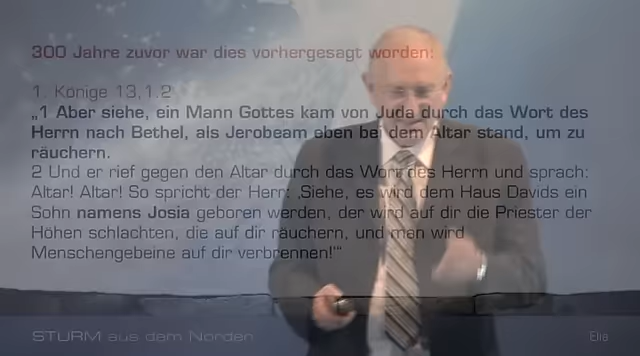 300 Jahre zuvor war dies vorhergesagt worden:
1. Könige 13,1.2
„1 Aber siehe, ein Mann Gottes kam von Juda durch das Wort des
Herrn nach Bethel, als Jerobeam eben bei dem Altar stand, um zu
räuchern.
2 Und er rief gegen den Altar durch das Wort des Herrn und sprach:
Altar! Altar! So spricht der Herr: ‚Siehe, es wird dem Haus Davids ein
Sohn namens Josia geboren werden, der wird auf dir die Priester der
Höhen schlachten, die auf dir räuchern, und man wird
Menschengebeine auf dir verbrennen!‘“
STURM aus dem Norden
Elia